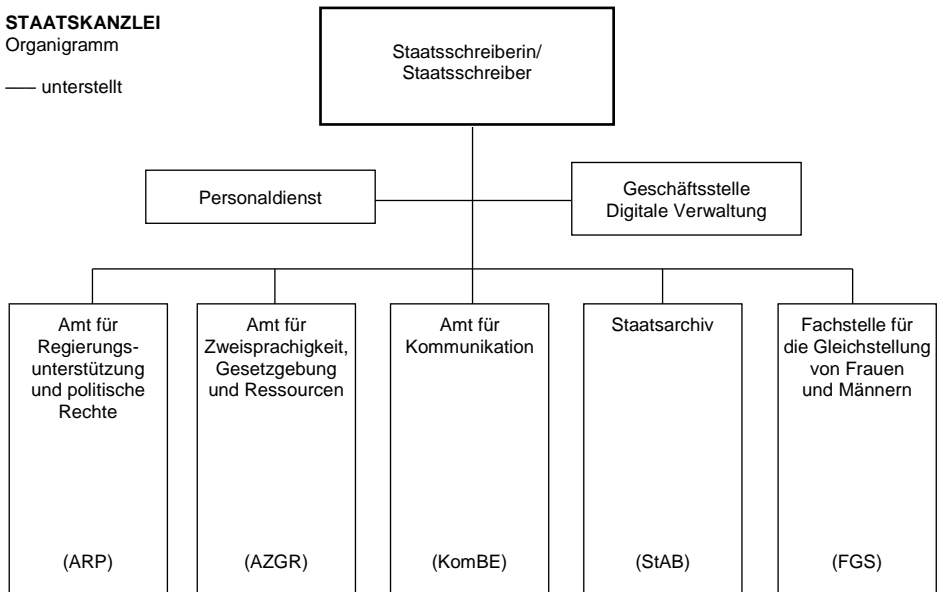 STAATSKANZLEI
Organigramm
unterstellt
Staatsschreiberin/
Staatsschreiber
Personaldienst
Geschäftsstelle
Digitale Verwaltung
Amt für
Regierungs-
unterstützung
und politische
Rechte
(ARP)
Amt für
Zweisprachigkeit,
Gesetzgebung
und Ressourcen
(AZGR)
Amt für
Kommunikation
(KomBE)
Staatsarchiv
(StAB)
Fachstelle für
die Gleichstellung
von Frauen
und Männern
(FGS)